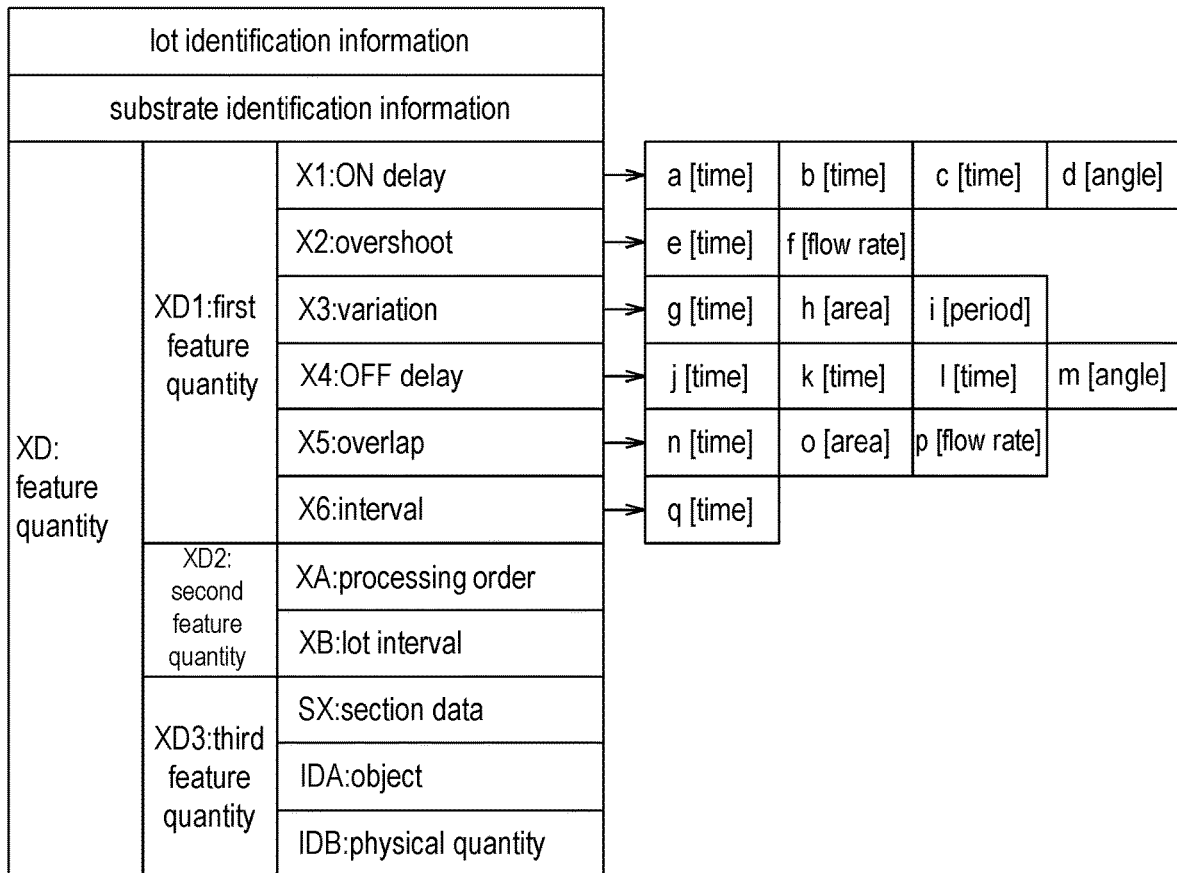 lot identification information
substrate identification information
XD:
feature
quantity
XD1:first
feature
quantity
X1:ON delay
a [time]
b [time]
c [time]
d [angle]
X2:overshoot
e [time]
f [flow rate]
X3:variation
g [time]
h [area]
i [period]
X4:OFF delay
j [time]
k [time]
l [time]
m [angle]
X5:overlap
n [time]
o [area]
p [flow rate]
X6:interval
q [time]
XD2:
second
feature
quantity
XA:processing order
XB:lot interval
XD3:third
feature
quantity
SX:section data
IDA:object
IDB:physical quantity